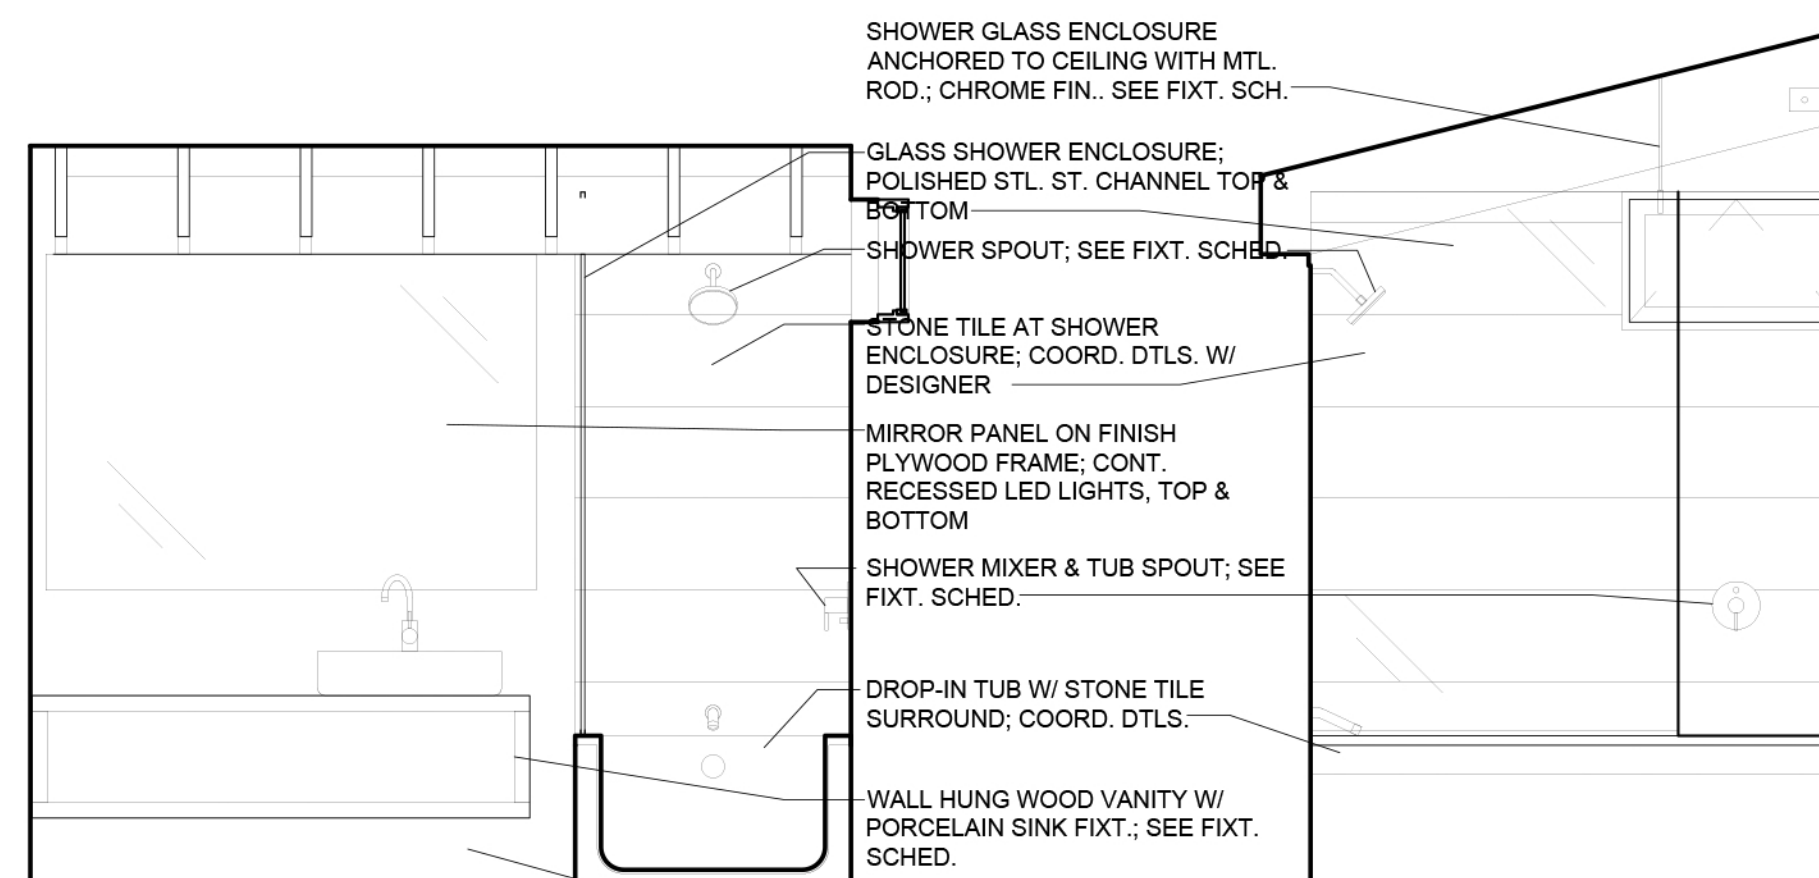 SHOWER GLASS ENCLOSURE
ANCHORED TO CEILING WITH MTL.
ROD.; CHROME FIN.. SEE FIXT. SCH.
GLASS SHOWER ENCLOSURE;
POLISHED STL. ST. CHANNEL TOP &
BOTTOM
SHOWER SPOUT; SEE FIXT. SCHED.
STONE TILE AT SHOWER
ENCLOSURE; COORD. DTLS. W/
DESIGNER
MIRROR PANEL ON FINISH
PLYWOOD FRAME; CONT.
RECESSED LED LIGHTS, TOP &
BOTTOM
SHOWER MIXER & TUB SPOUT; SEE
FIXT. SCHED.
DROP-IN TUB W/ STONE TILE
SURROUND; COORD. DTLS.
WALL HUNG WOOD VANITY W/
PORCELAIN SINK FIXT.; SEE FIXT.
SCHED.